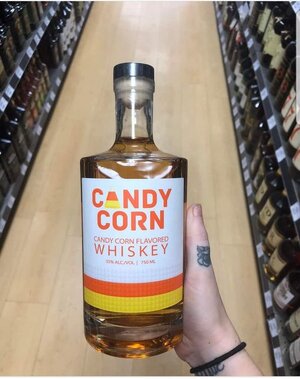 CANDY
CORN
CANDY CORN FLAVORED
WHISKEY
35% ALC/VOL | 750 ML